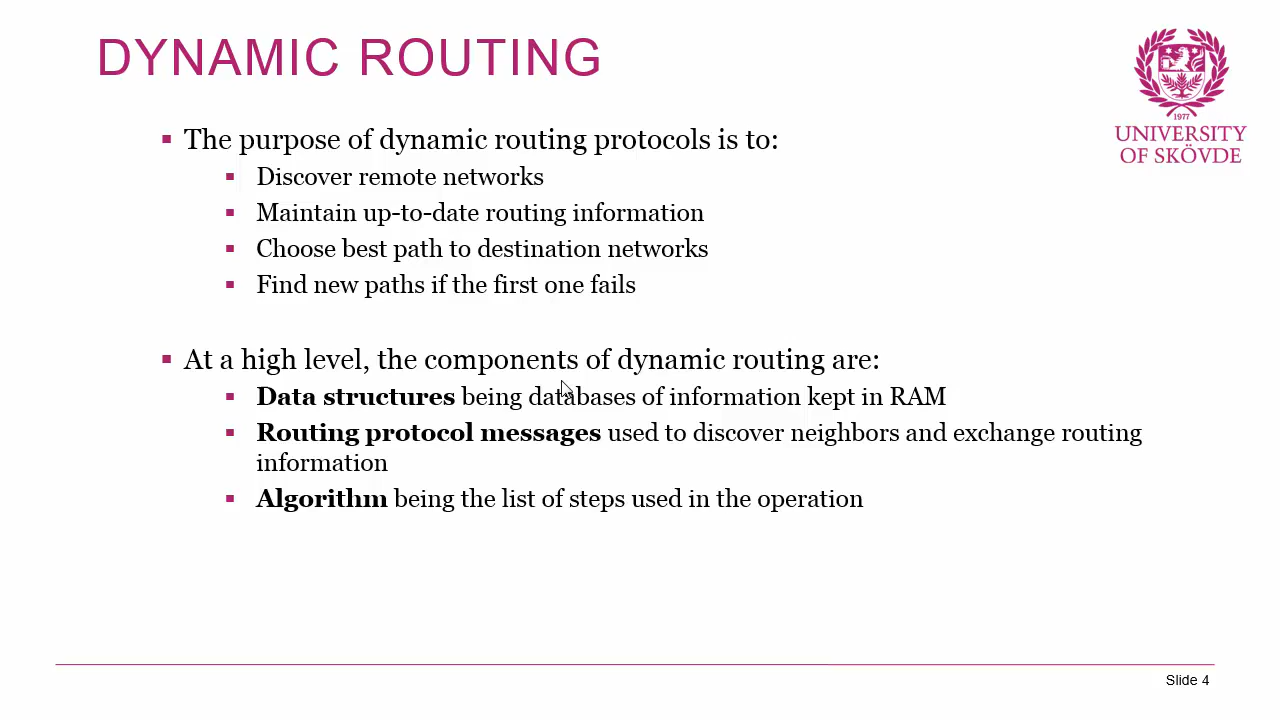 DYNAMIC ROUTING
1977
UNIVERSITY
OF SKÖVDE
The purpose of dynamic routing protocols is to:
Discover remote networks
Maintain up-to-date routing information
Choose best path to destination networks
Find new paths if the first one fails
At a high level, the components of dynamic routing are:
Data structures being databases of information kept in RAM
Routing protocol messages used to discover neighbors and exchange routing
information
Algorithm being the list of steps used in the operation
Slide 4